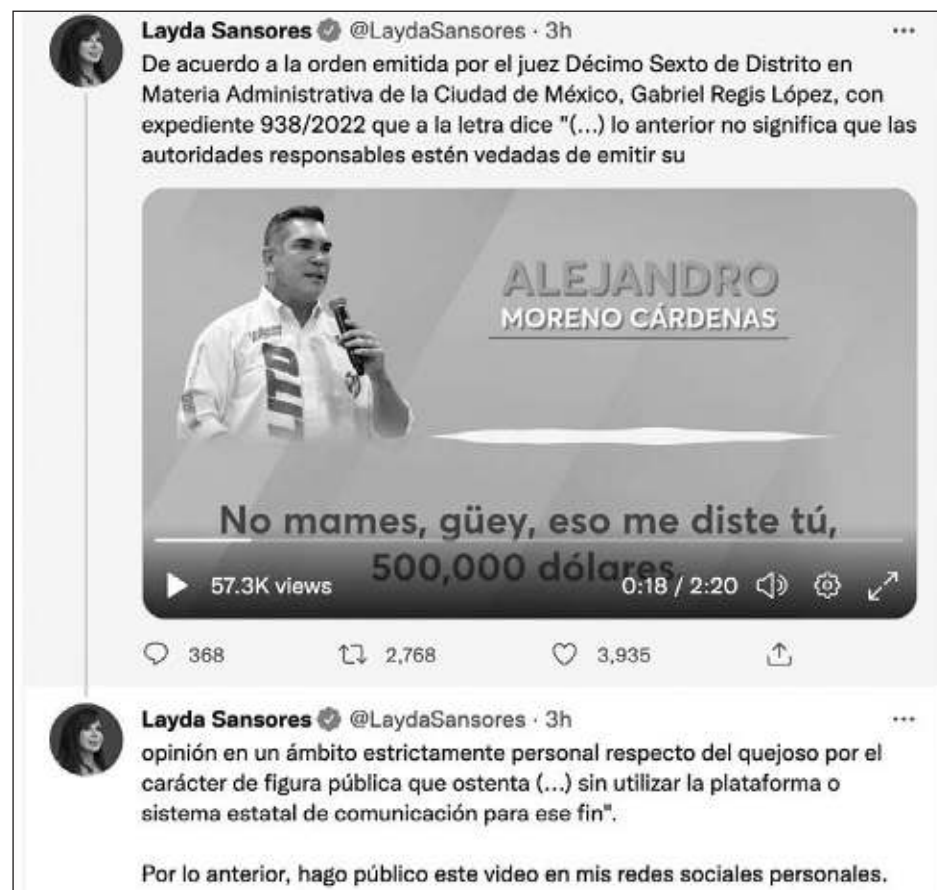 Layda Sansores @LaydaSansores · 3h
De acuerdo a la orden emitida por el juez Décimo Sexto de Distrito en
Materia Administrativa de la Ciudad de México, Gabriel Regis López, con
expediente 938/2022 que a la letra dice "(...) lo anterior no significa que las
autoridades responsables estén vedadas de emitir su
ALEJANDRO
MORENO CÁRDENAS
LITO
No mames, güey, eso me diste tú,
500,000 dólares
57.3K views
0:18 / 2:20
368 2,768 3,935
Layda Sansores @LaydaSansores · 3h
opinión en un ámbito estrictamente personal respecto del quejoso por el
carácter de figura pública que ostenta (...) sin utilizar la plataforma o
sistema estatal de comunicación para ese fin".
Por lo anterior, hago público este video en mis redes sociales personales.